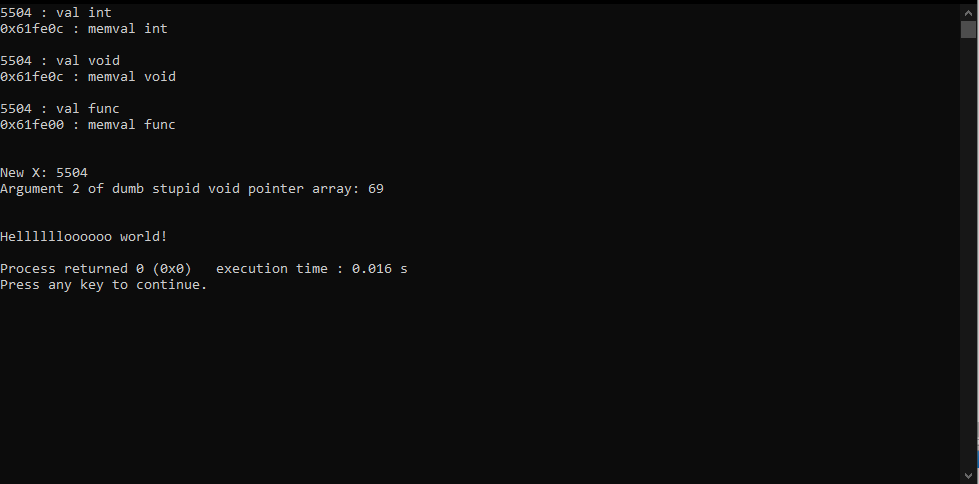 5504 : val int
0x61fe0c : memval int
5504 : val void
0x61fe0c : memval void
5504 : val func
0x61fe00 : memval func
New X: 5504
Argument 2 of dumb stupid void pointer array: 69
Helllllloooooo world!
Process returned 0 (0x0)   execution time : 0.016 s
Press any key to continue.